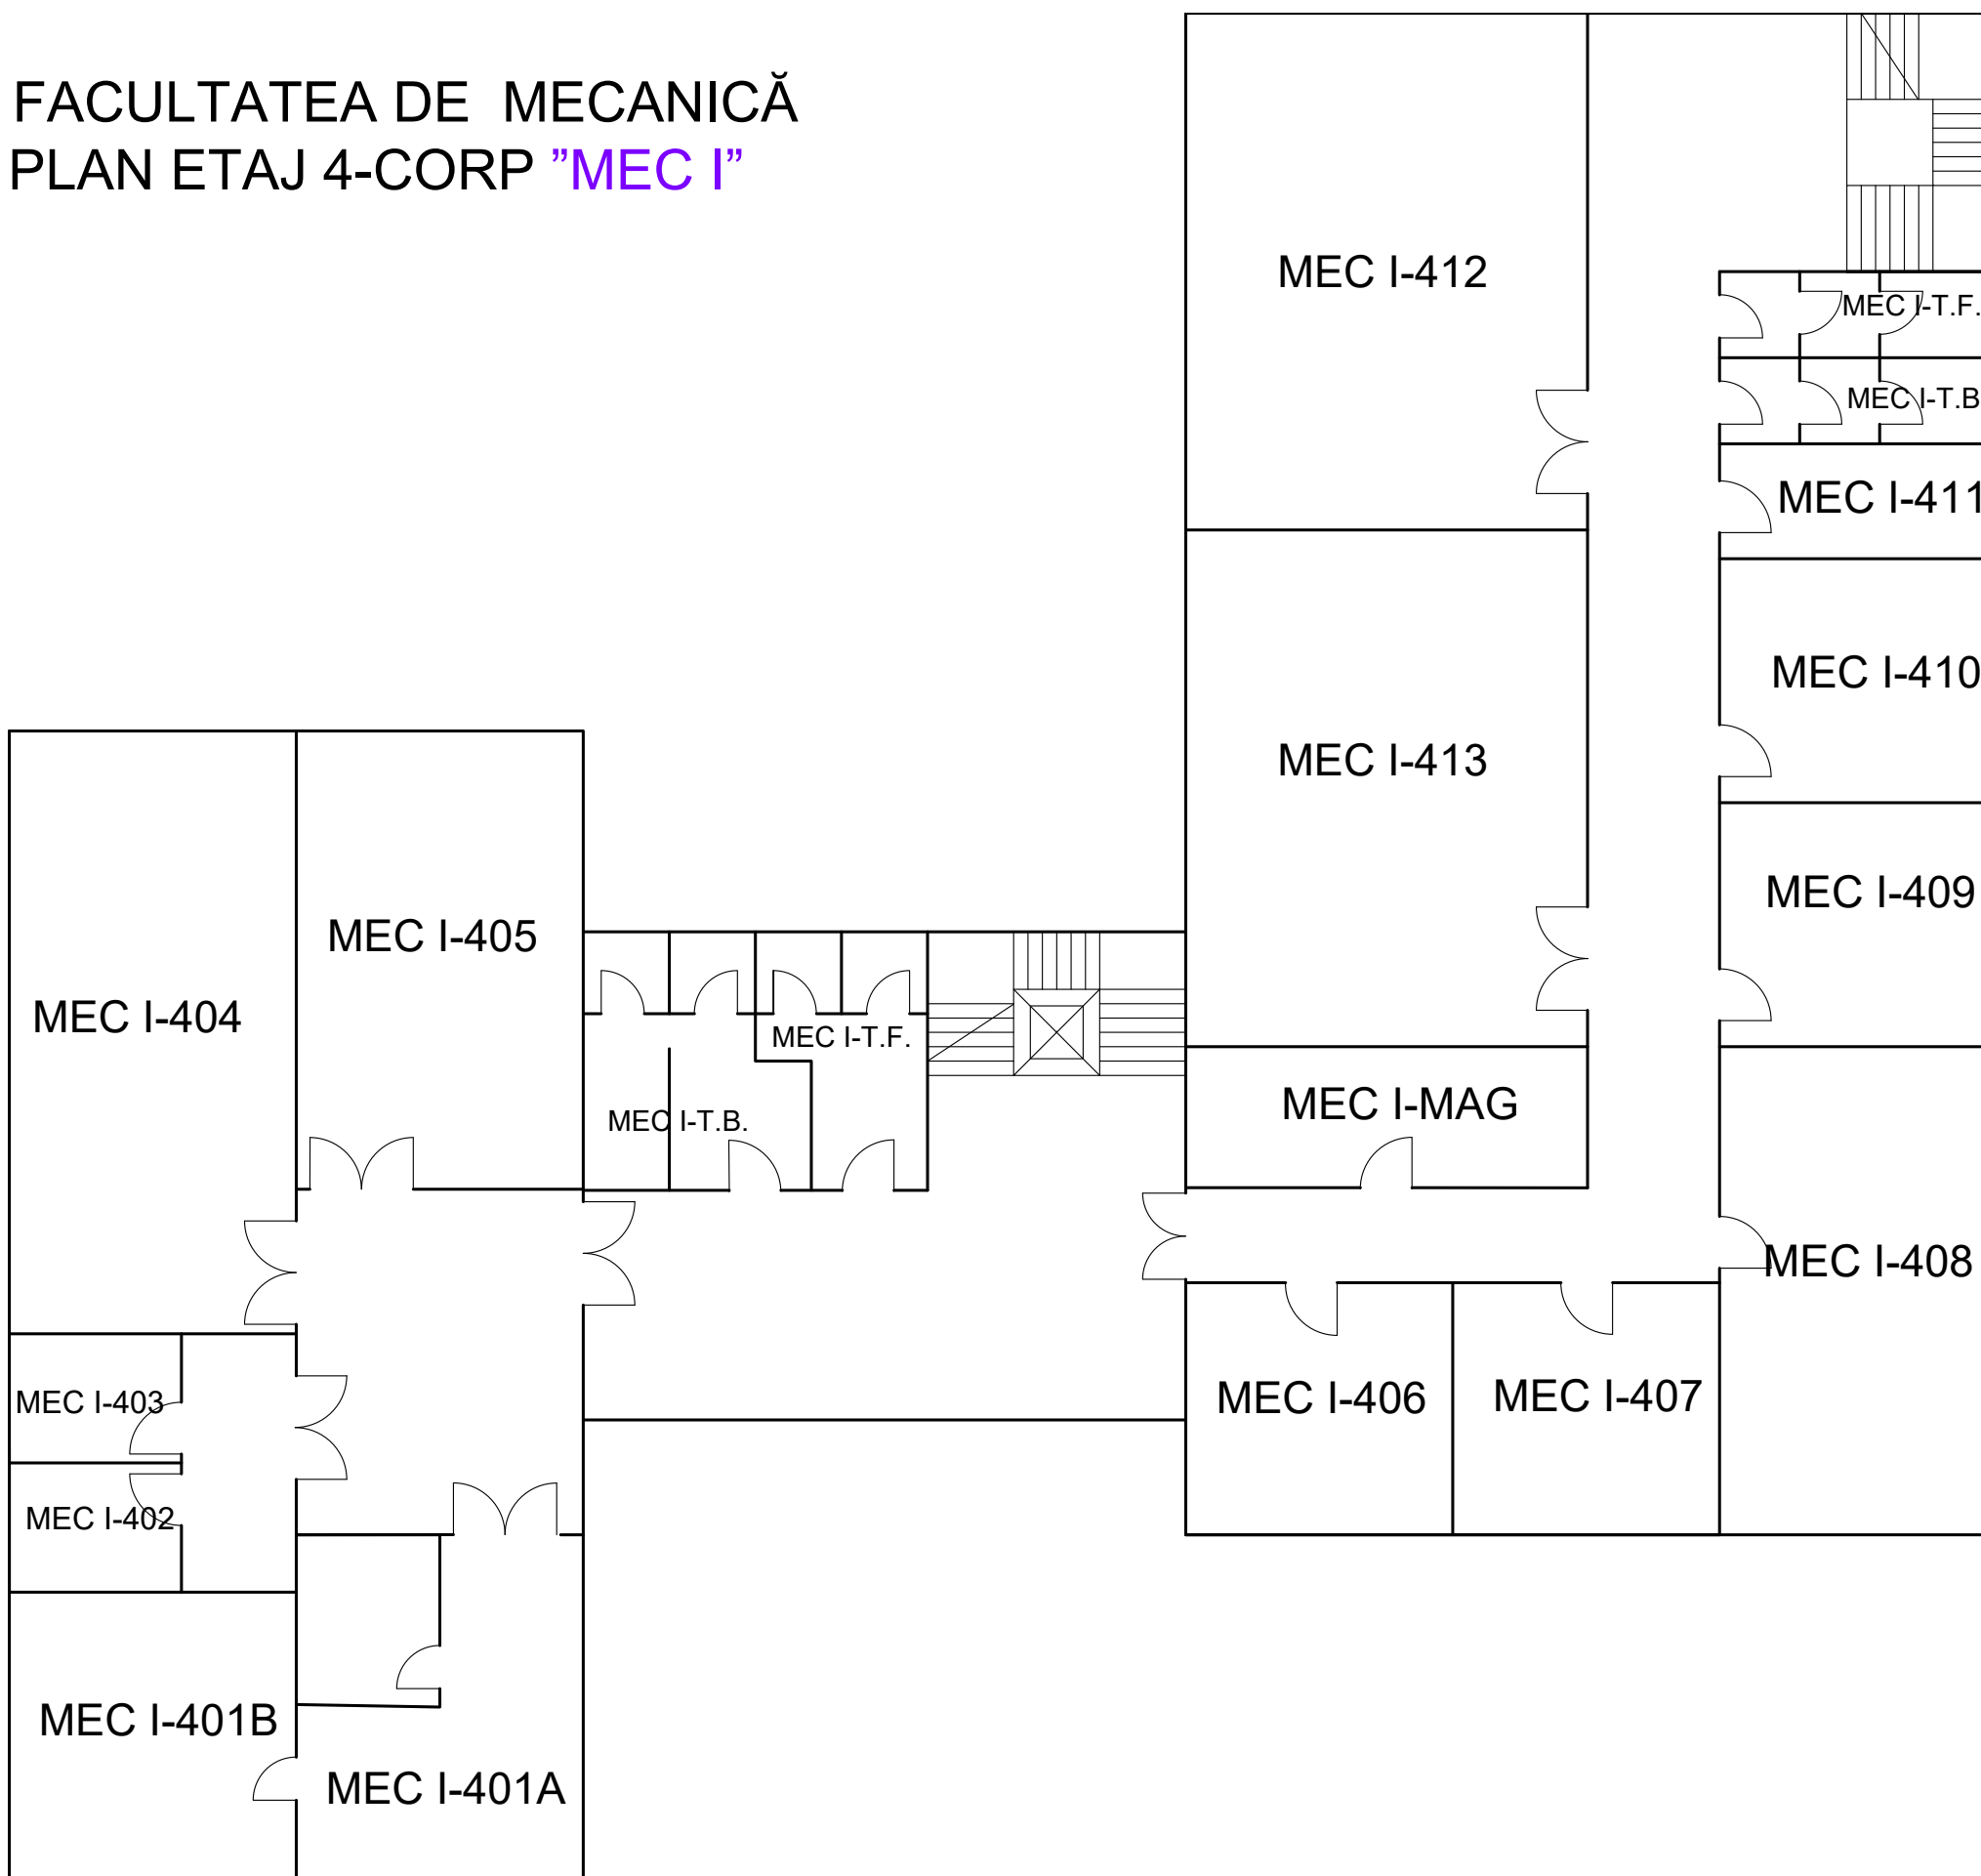 FACULTATEA DE MECANICĂ
PLAN ETAJ 4-CORP ”MEC I”
MEC I-412
MEC I-T.F.
MEC I-T.B
MEC I-411
MEC I-410
MEC I-413
MEC I-409
MEC I-405
MEC I-404
MEC I-T.F.
MEC I-MAG
MEC I-T.B.
MEC I-408
MEC I-403
MEC I-406
MEC I-407
MEC I-402
MEC I-401B
MEC I-401A